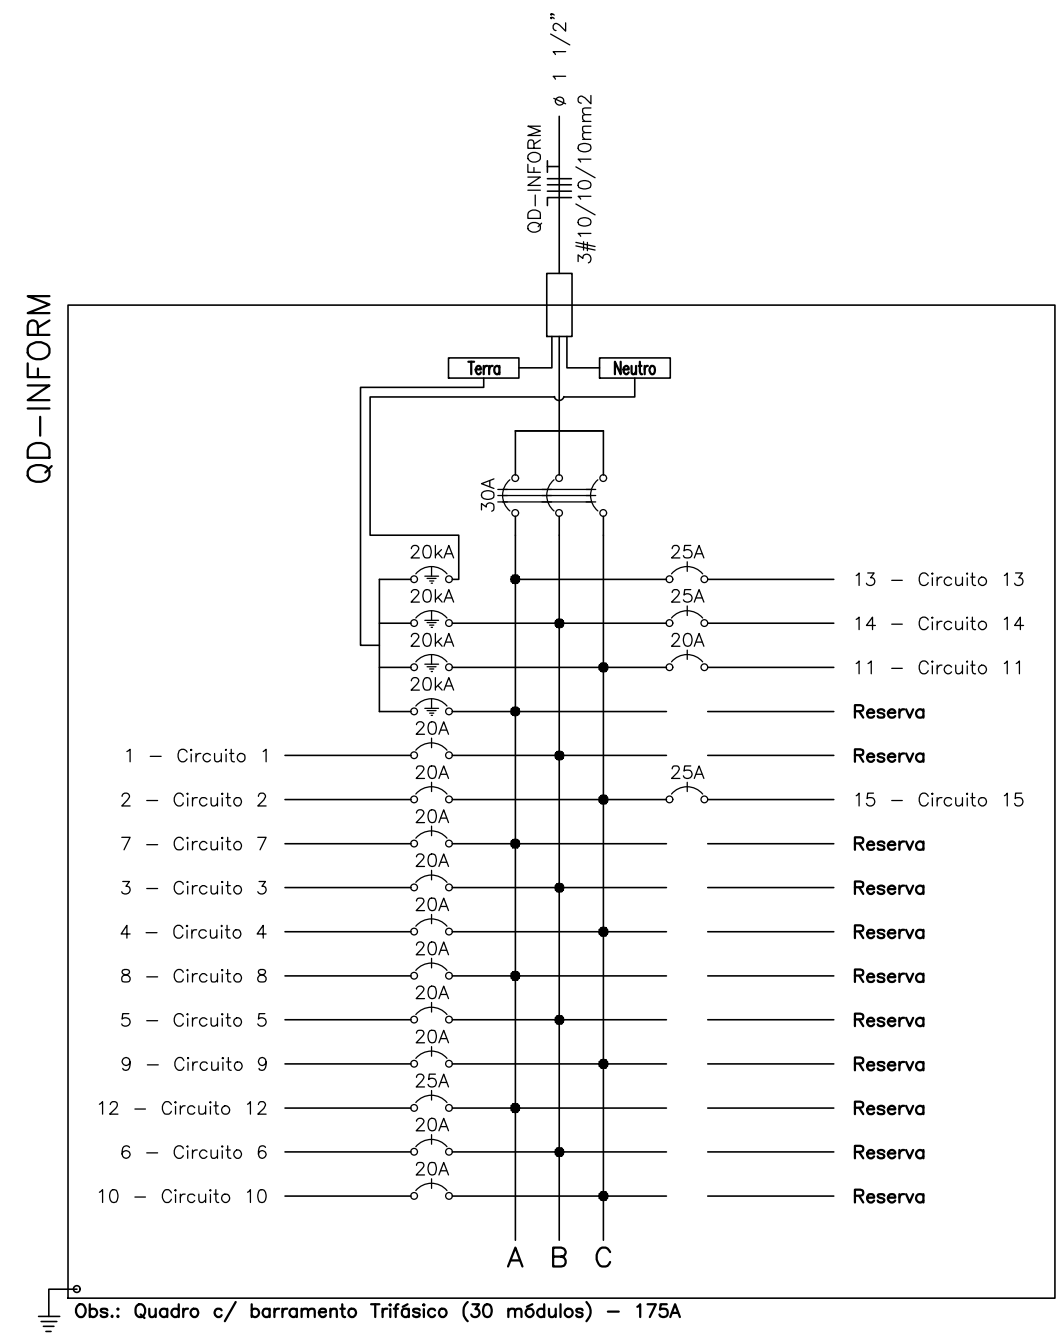 ø 1 1/2"
QD-INFORM
3#10/10/10mm2
QD-INFORM
Terra
Neutro
30A
20kA
25A
13 - Circuito 13
20kA
25A
14 - Circuito 14
20kA
20A
11 - Circuito 11
20kA
Reserva
20A
1 - Circuito 1
Reserva
20A
25A
2 - Circuito 2
15 - Circuito 15
20A
7 - Circuito 7
Reserva
20A
3 - Circuito 3
Reserva
20A
4 - Circuito 4
Reserva
20A
8 - Circuito 8
Reserva
20A
5 - Circuito 5
Reserva
20A
9 - Circuito 9
Reserva
25A
12 - Circuito 12
Reserva
20A
6 - Circuito 6
Reserva
20A
10 - Circuito 10
Reserva
A B C
Obs.: Quadro c/ barramento Trifásico (30 módulos) - 175A